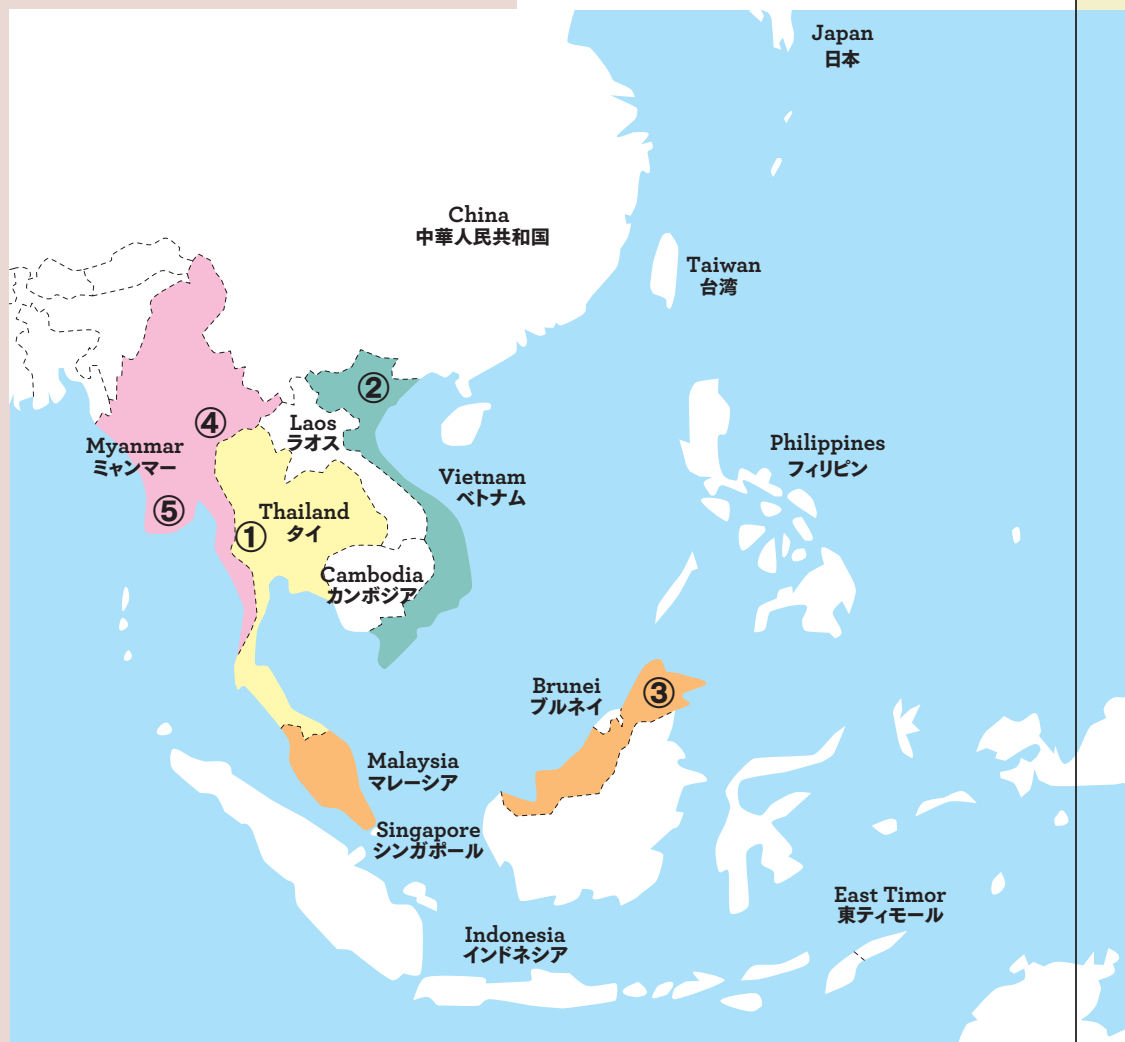 Japan
日本
China
中華人民共和国
Taiwan
台湾
②
④
Laos
ラオス
Myanmar
ミャンマー
Philippines
フィリピン
Vietnam
ベトナム
⑤
Thailand
タイ
①
Cambodia
カンボジア
Brunei
ブルネイ
③
Malaysia
マレーシア
Singapore
シンガポール
East Timor
東ティモール
Indonesia
インドネシア